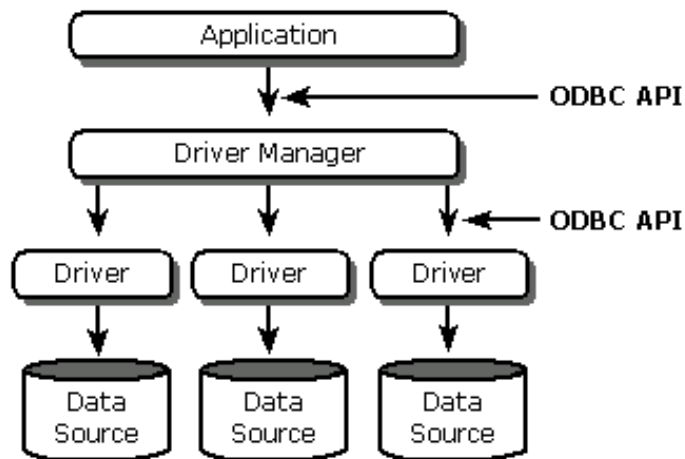 Application
ODBC API
Driver Manager
ODBC API
Driver
Driver
Driver
Data
Source
Data
Source
Data
Source